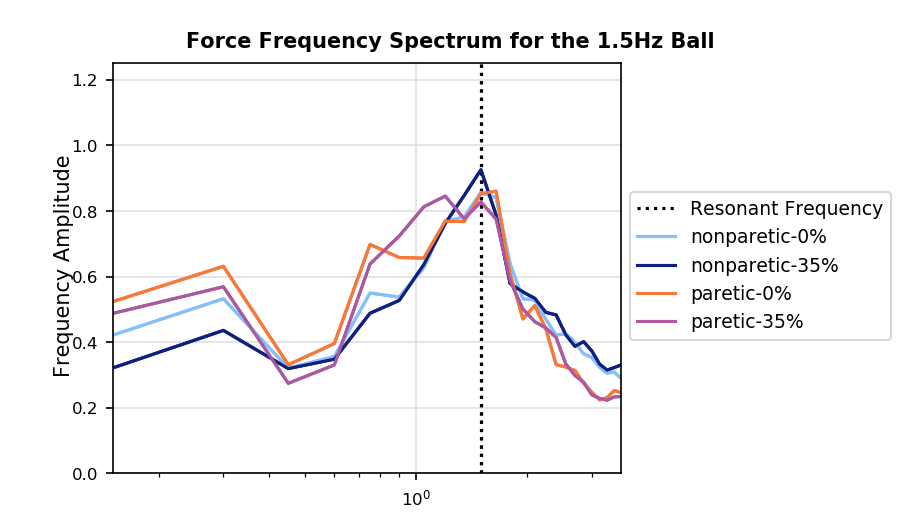 Force Frequency Spectrum for the 1.5Hz Ball
Frequency Amplitude
1.2
1.0
0.8
0.6
0.4
0.2
0.0
10^0
Resonant Frequency
nonparetic-0%
nonparetic-35%
paretic-0%
paretic-35%